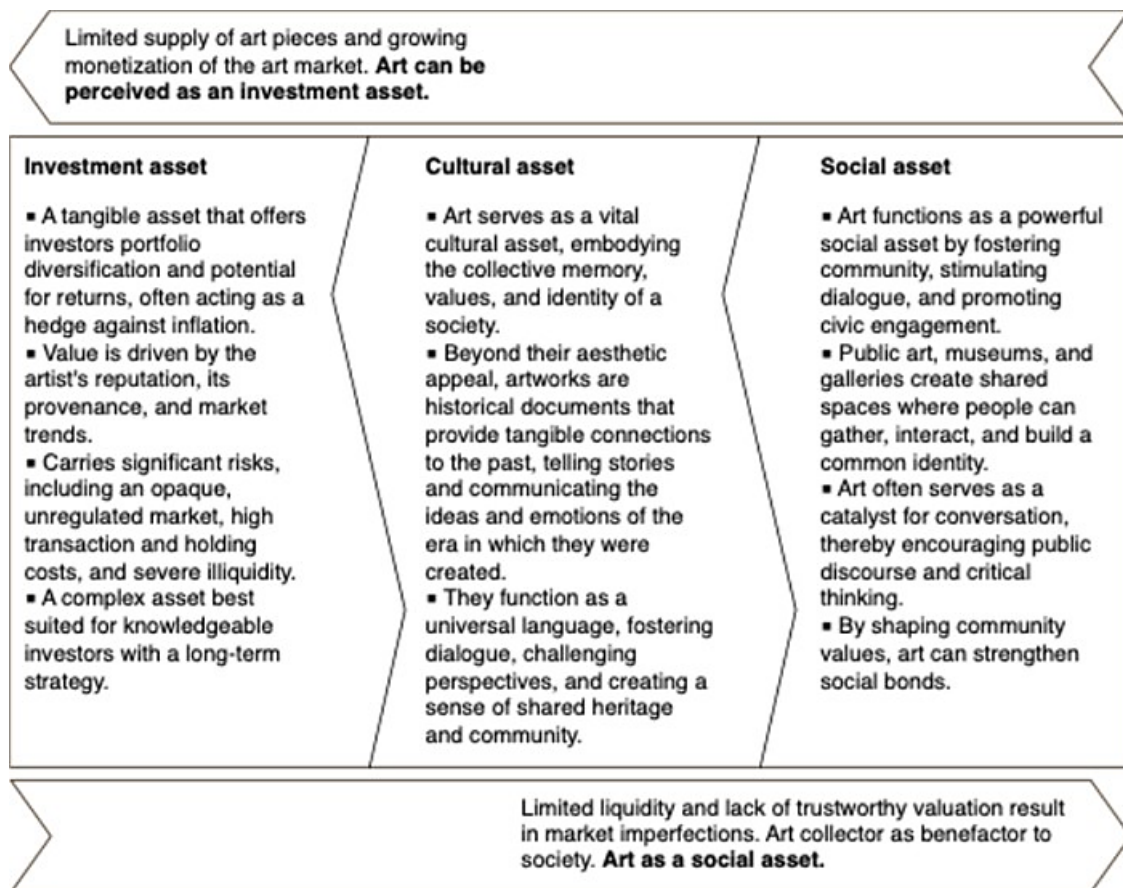 Limited supply of art pieces and growing
monetization of the art market. Art can be
perceived as an investment asset.
Investment asset
▪ A tangible asset that offers
investors portfolio
diversification and potential
for returns, often acting as a
hedge against inflation.
▪ Value is driven by the
artist's reputation, its
provenance, and market
trends.
▪ Carries significant risks,
including an opaque,
unregulated market, high
transaction and holding
costs, and severe illiquidity.
▪ A complex asset best
suited for knowledgeable
investors with a long-term
strategy.
Cultural asset
▪ Art serves as a vital
cultural asset, embodying
the collective memory,
values, and identity of a
society.
▪ Beyond their aesthetic
appeal, artworks are
historical documents that
provide tangible connections
to the past, telling stories
and communicating the
ideas and emotions of the
era in which they were
created.
▪ They function as a
universal language, fostering
dialogue, challenging
perspectives, and creating a
sense of shared heritage
and community.
Social asset
▪ Art functions as a powerful
social asset by fostering
community, stimulating
dialogue, and promoting
civic engagement.
▪ Public art, museums, and
galleries create shared
spaces where people can
gather, interact, and build a
common identity.
▪ Art often serves as a
catalyst for conversation,
thereby encouraging public
discourse and critical
thinking.
▪ By shaping community
values, art can strengthen
social bonds.
Limited liquidity and lack of trustworthy valuation result
in market imperfections. Art collector as benefactor to
society. Art as a social asset.